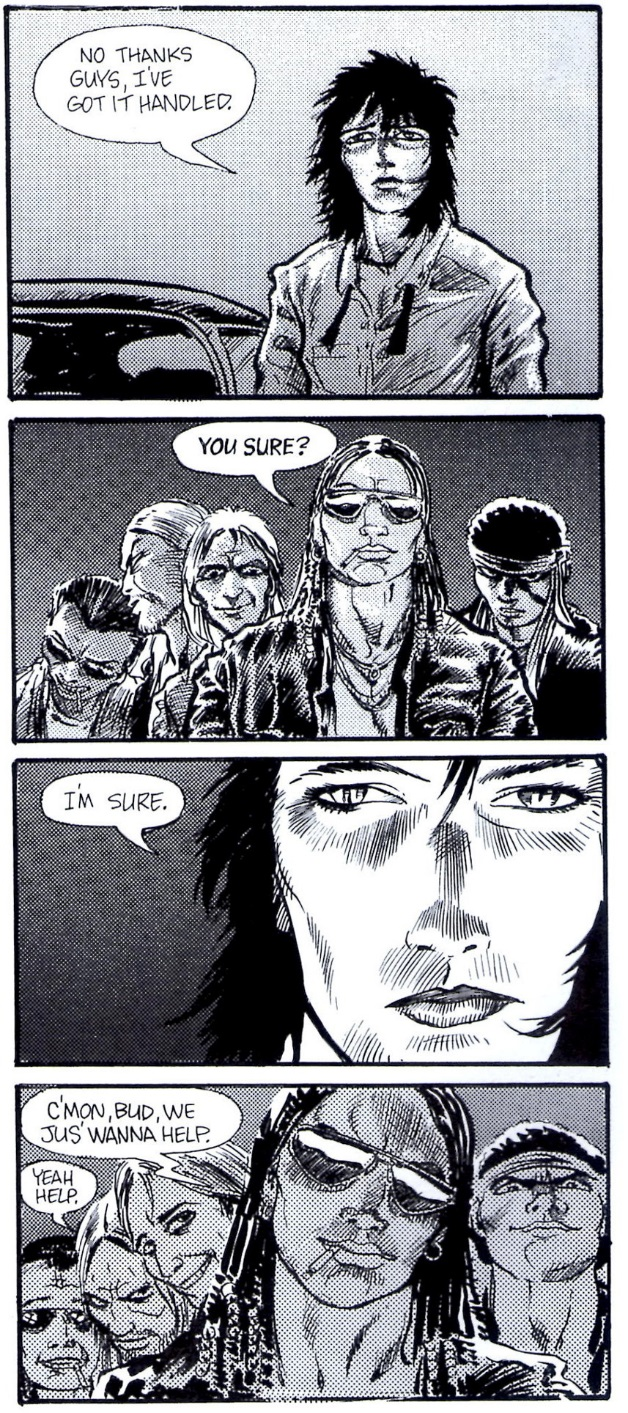 NO THANKS
GUYS, I'VE
GOT IT HANDLED.
YOU SURE?
I'M SURE.
C'MON, BUD, WE
JUS' WANNA HELP.
YEAH
HELP.